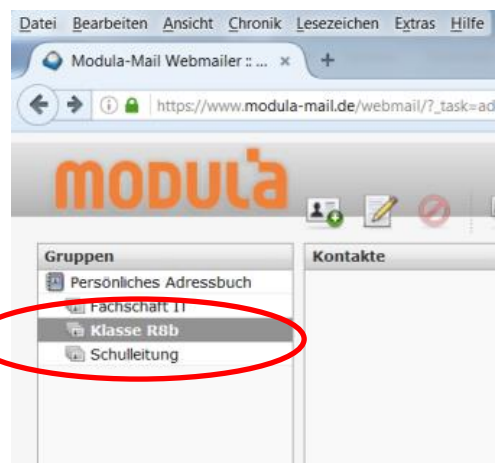 Datei Bearbeiten Ansicht Chronik Lesezeichen Extras Hilfe
Modula-Mail Webmailer :: ... × +
https://www.modula-mail.de/webmail/?_task=ad
modula
Gruppen
Kontakte
Persönliches Adressbuch
Fachschaft IT
Klasse R8b
Schulleitung